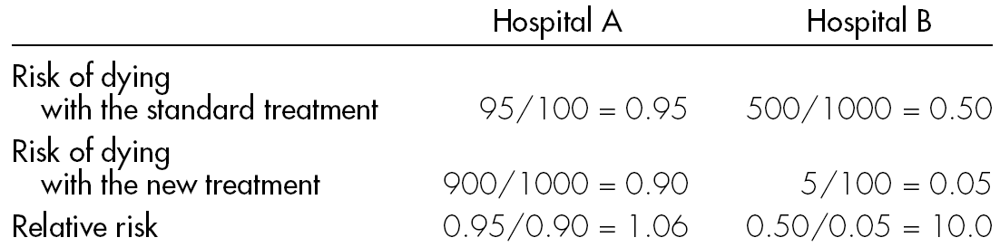 Hospital A Hospital B
Risk of dying
with the standard treatment 95/100 = 0.95 500/1000 = 0.50
Risk of dying
with the new treatment 900/1000 = 0.90 5/100 = 0.05
Relative risk 0.95/0.90 = 1.06 0.50/0.05 = 10.0